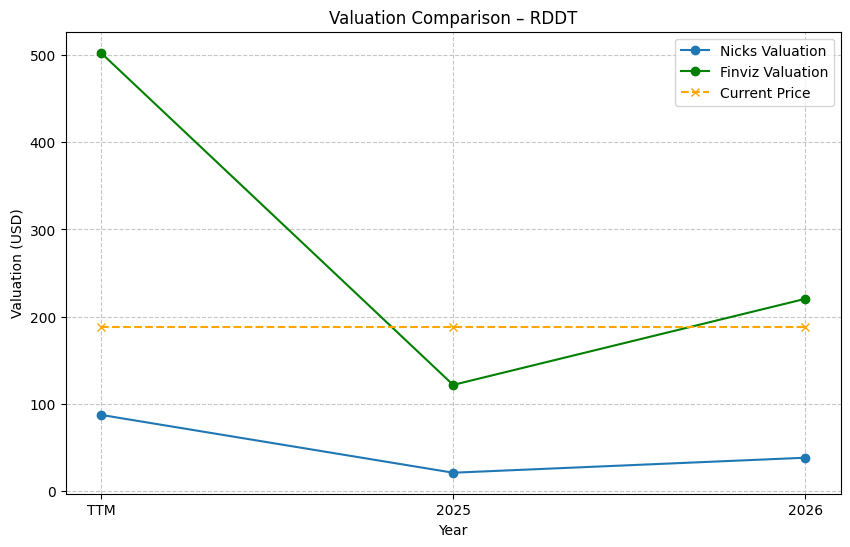 Valuation Comparison – RDDT
Nicks Valuation
Finviz Valuation
Current Price
Valuation (USD)
500
400
300
200
100
0
TTM
2025
2026
Year